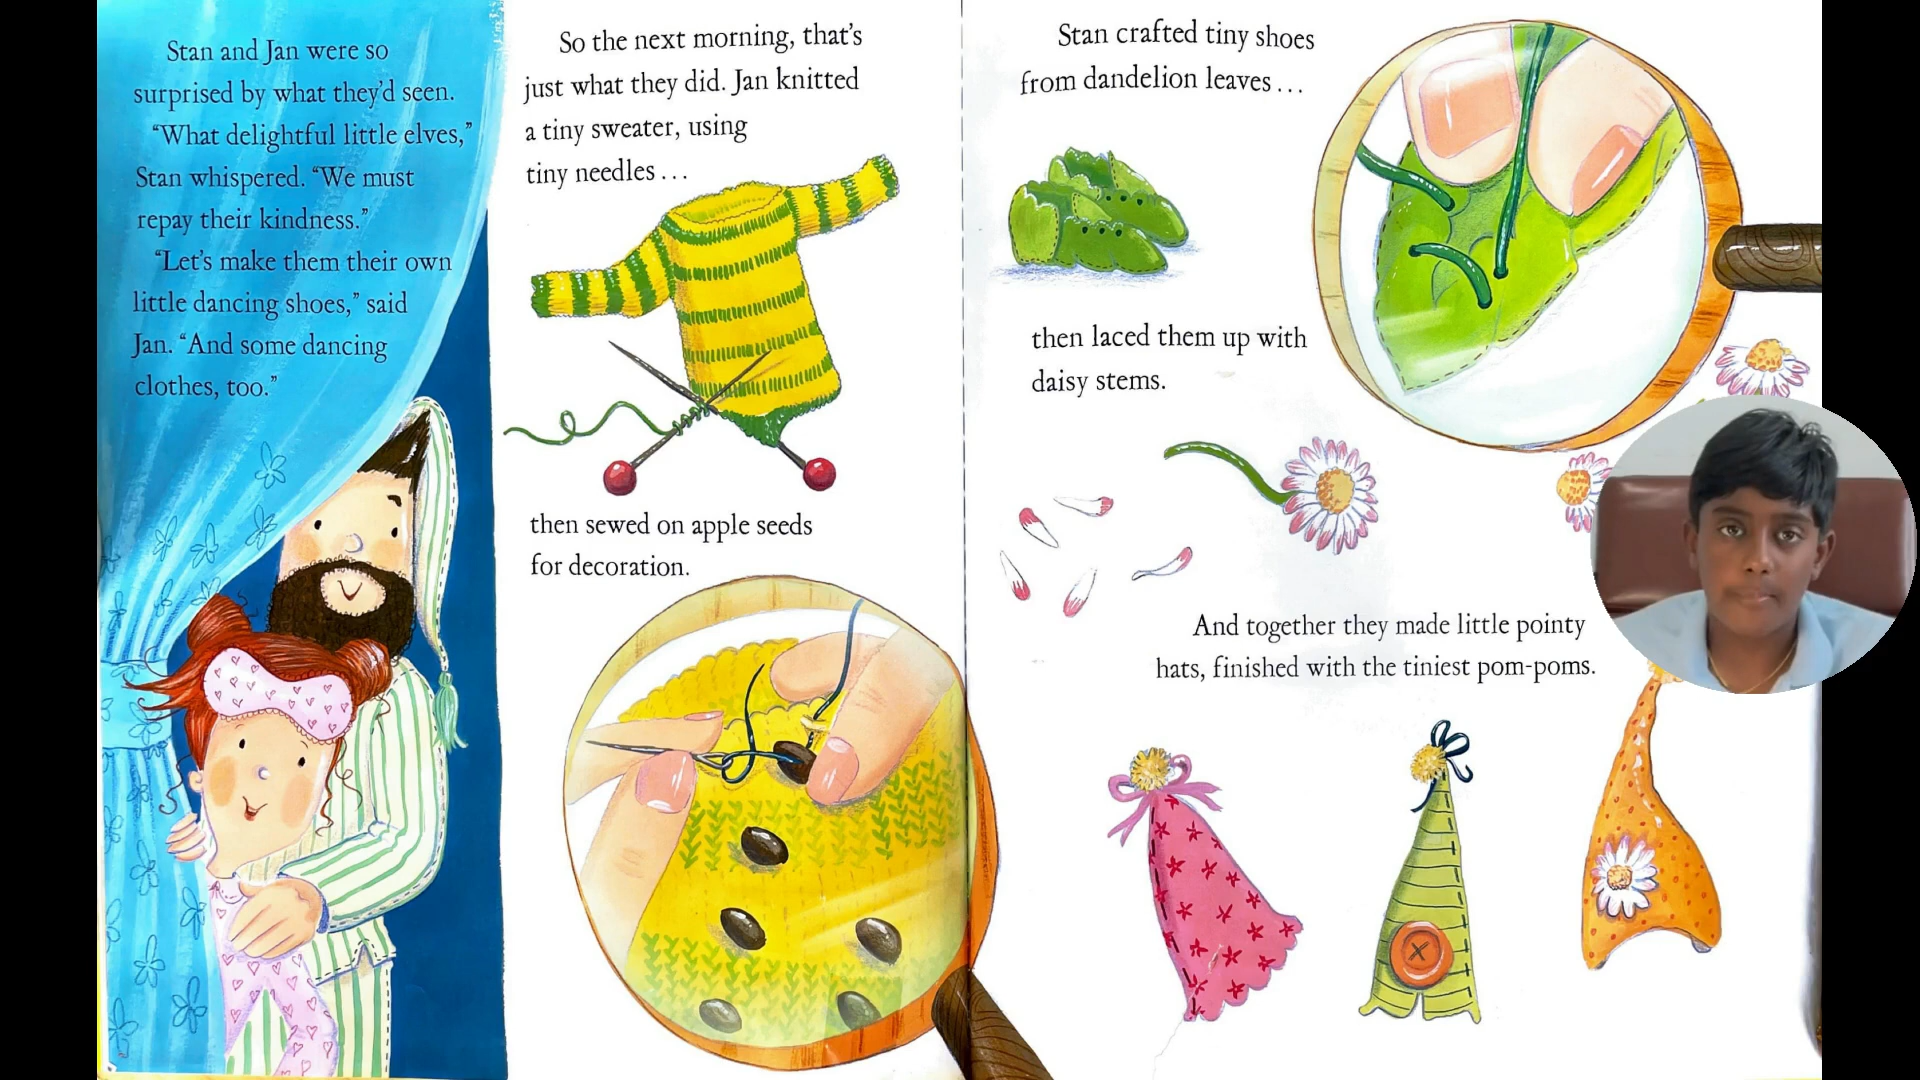 Stan and Jan were so
surprised by what they'd seen.
"What delightful little elves,"
Stan whispered. "We must
repay their kindness."
"Let's make them their own
little dancing shoes," said
Jan. "And some dancing
clothes, too."
So the next morning, that's
just what they did. Jan knitted
a tiny sweater, using
tiny needles...
then sewed on apple seeds
for decoration.
Stan crafted tiny shoes
from dandelion leaves...
then laced them up with
daisy stems.
And together they made little pointy
hats, finished with the tiniest pom-poms.